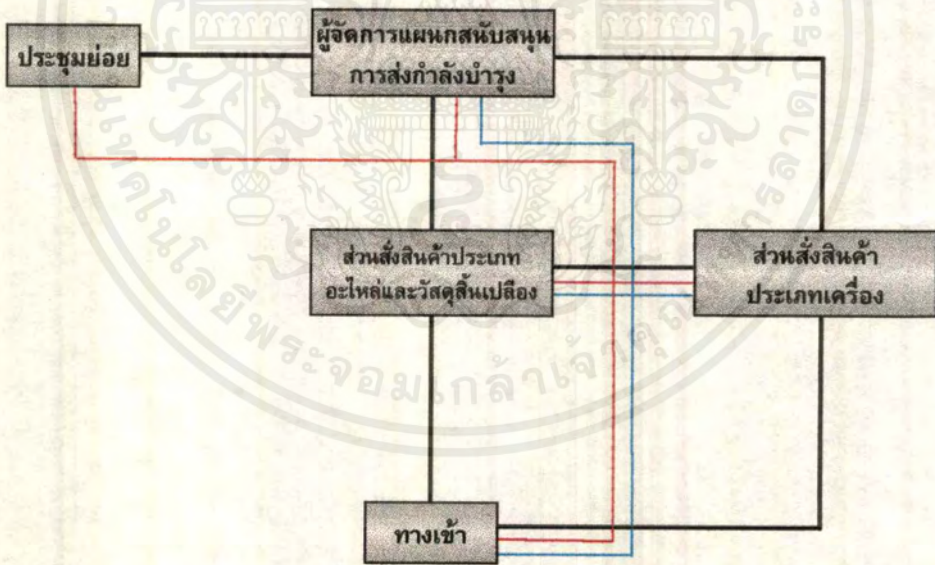 ประชุมย่อย
ผู้จัดการแผนกสนับสนุน
การส่งกำลังบำรุง
ส่วนสั่งสินค้าประเภท
อะไหล่และวัสดุสิ้นเปลือง
ส่วนสั่งสินค้า
ประเภทเครื่อง
ทางเข้า